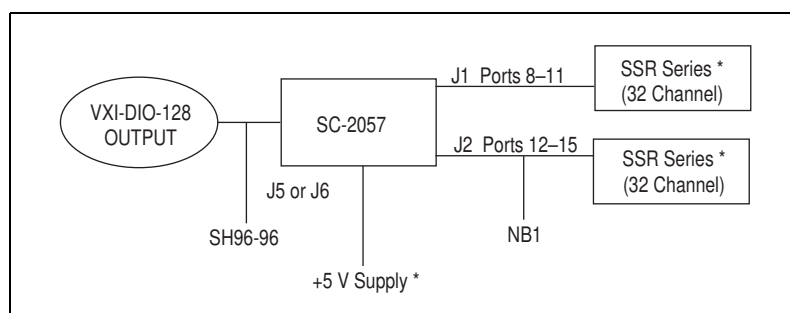 VXI-DIO-128
OUTPUT
SH96-96
J5 or J6
SC-2057
+5 V Supply *
J1 Ports 8–11
SSR Series *
(32 Channel)
J2 Ports 12–15
NB1
SSR Series *
(32 Channel)